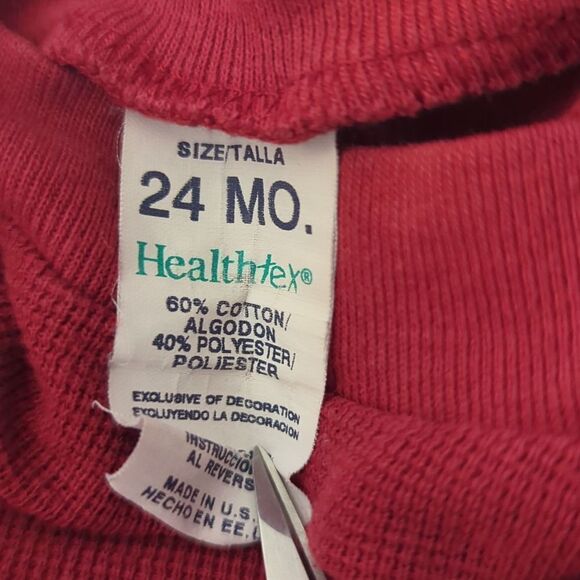 SIZE/TALLA
24 MO.
Healthtex®
60% COTTON/
ALGODON
40% POLYESTER/
POLIESTER
EXCLUSIVE OF DECORATION
EXCLUYENDO LA DECORACION
AL REVERS
MADE IN U.S.
HECHO EN EE.